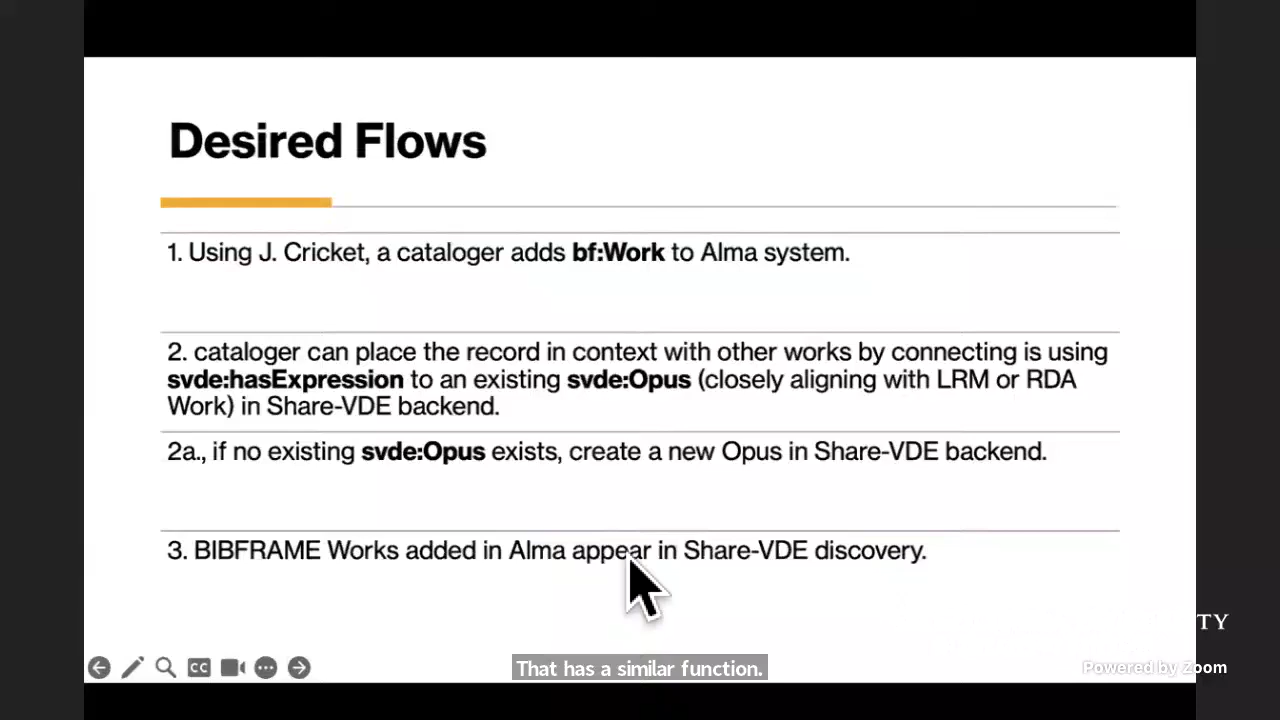 Desired Flows
1. Using J. Cricket, a cataloger adds bf:Work to Alma system.
2. cataloger can place the record in context with other works by connecting is using
svde:hasExpression to an existing svde:Opus (closely aligning with LRM or RDA
Work) in Share-VDE backend.
2a., if no existing svde:Opus exists, create a new Opus in Share-VDE backend.
3. BIBFRAME Works added in Alma appear in Share-VDE discovery.
TY
CC
That has a similar function.
Powered by Zoom